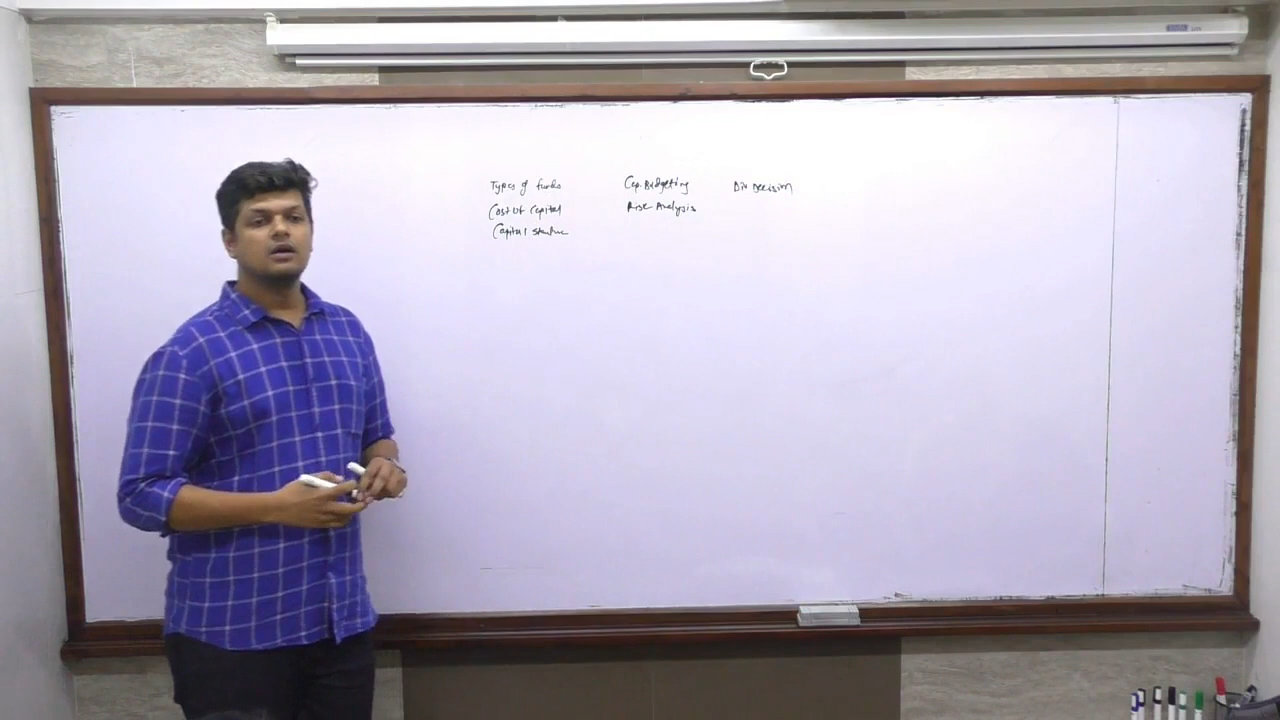 Types of funds
Cost of Capital
Capital Structure
Cap. Budgeting
Risk Analysis
Div Decision